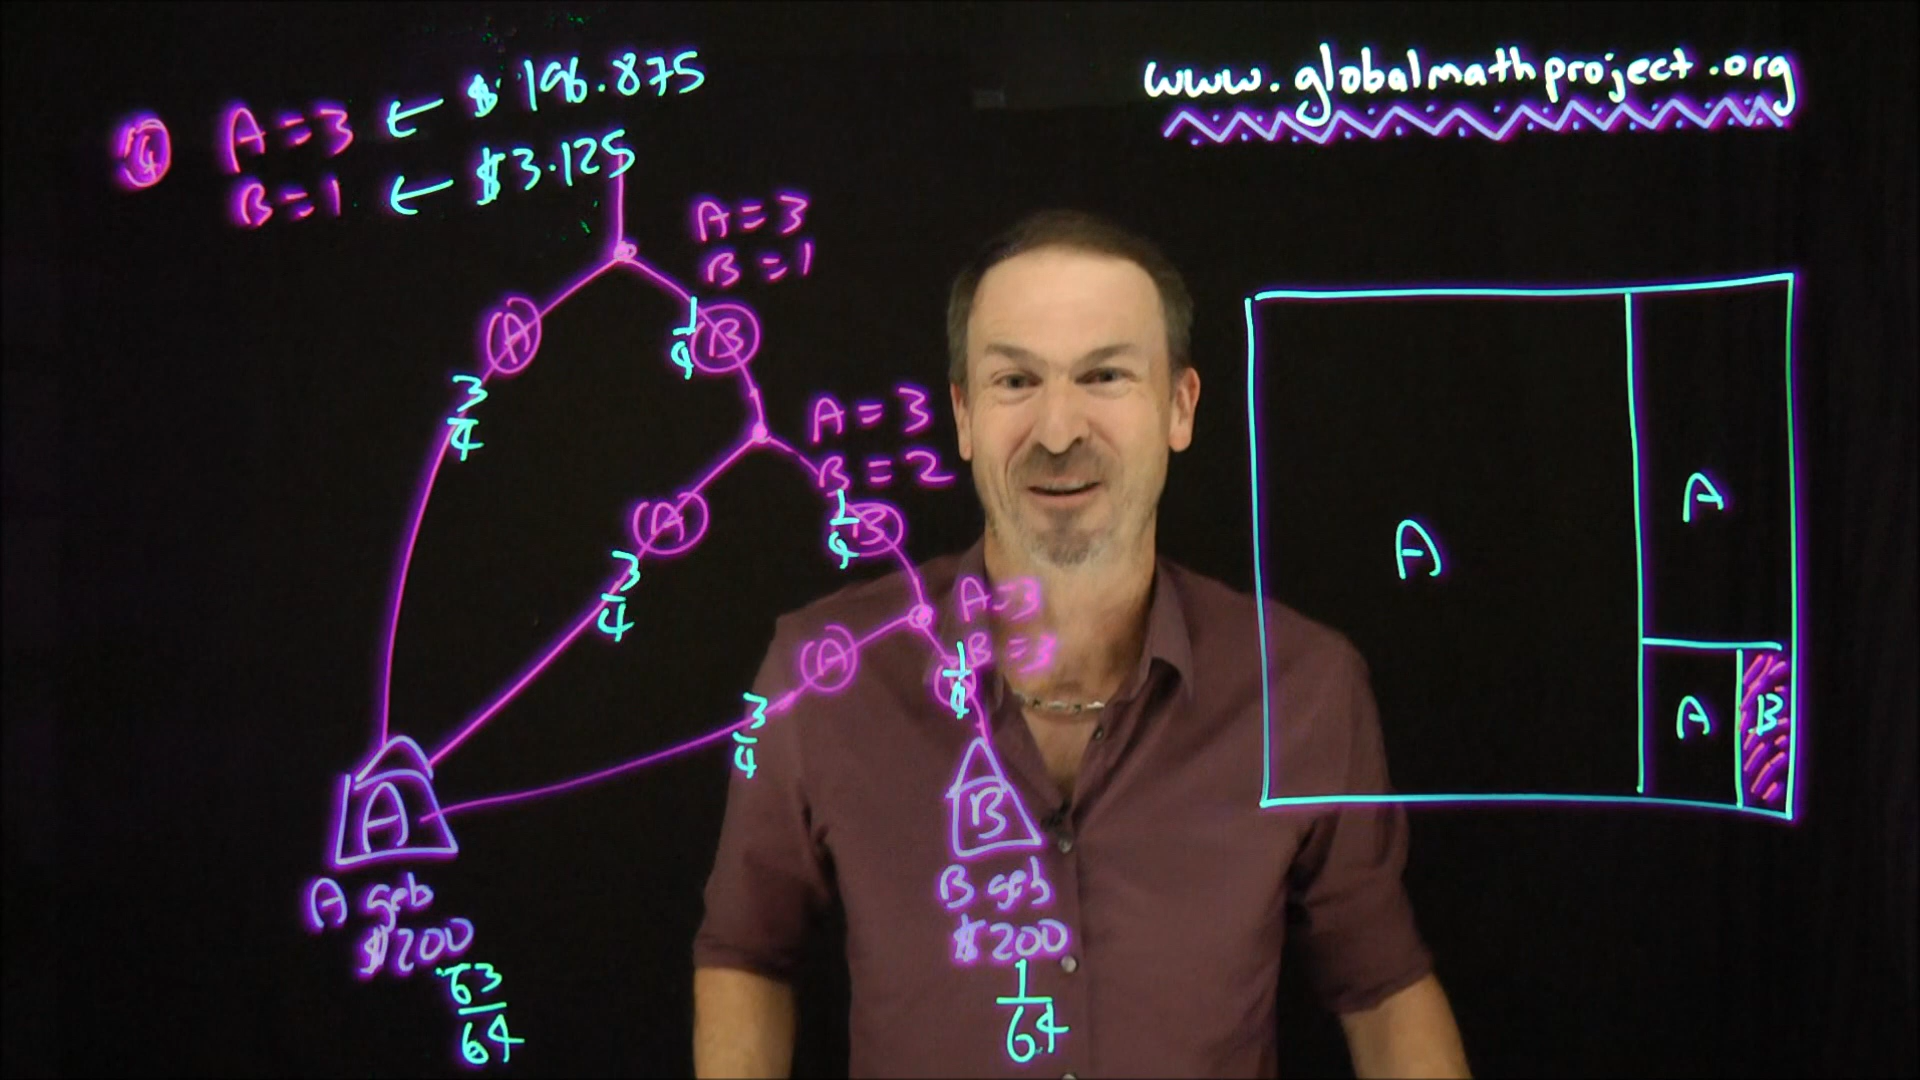 ④ A=3 ← $196.875
B=1 ← $3.125
www.globalmathproject.org
A=3
B=1
A
1/4
B
3/4
A=3
B=2
A
1/4
B
3/4
A=3
B=3
A
1/4
3/4
A
B
A gets
$200
63/64
B gets
$200
1/64
A
A
A
B